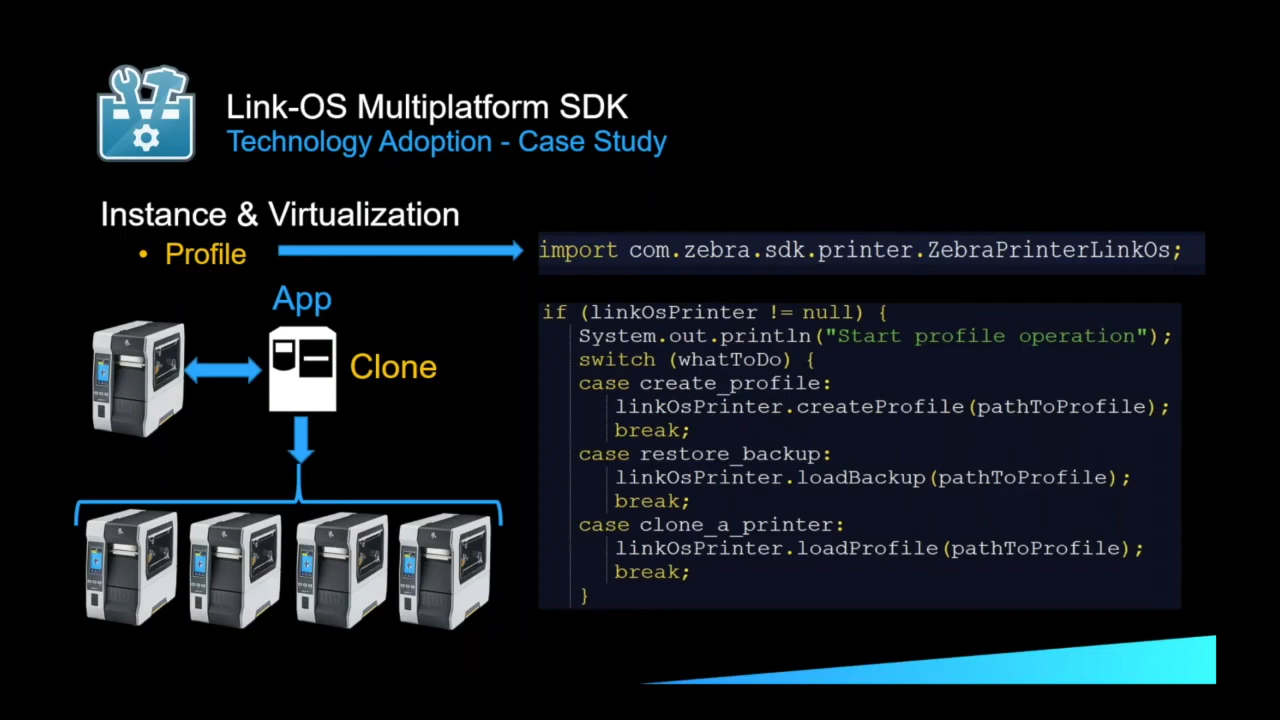 Link-OS Multiplatform SDK
Technology Adoption - Case Study
Instance & Virtualization
• Profile
import com.zebra.sdk.printer.ZebraPrinterLinkOs;
App
Clone
if (linkOsPrinter != null) {
System.out.println("Start profile operation");
switch (whatToDo) {
case create_profile:
linkOsPrinter.createProfile(pathToProfile);
break;
case restore_backup:
linkOsPrinter.loadBackup(pathToProfile);
break;
case clone_a_printer:
linkOsPrinter.loadProfile(pathToProfile);
break;
}